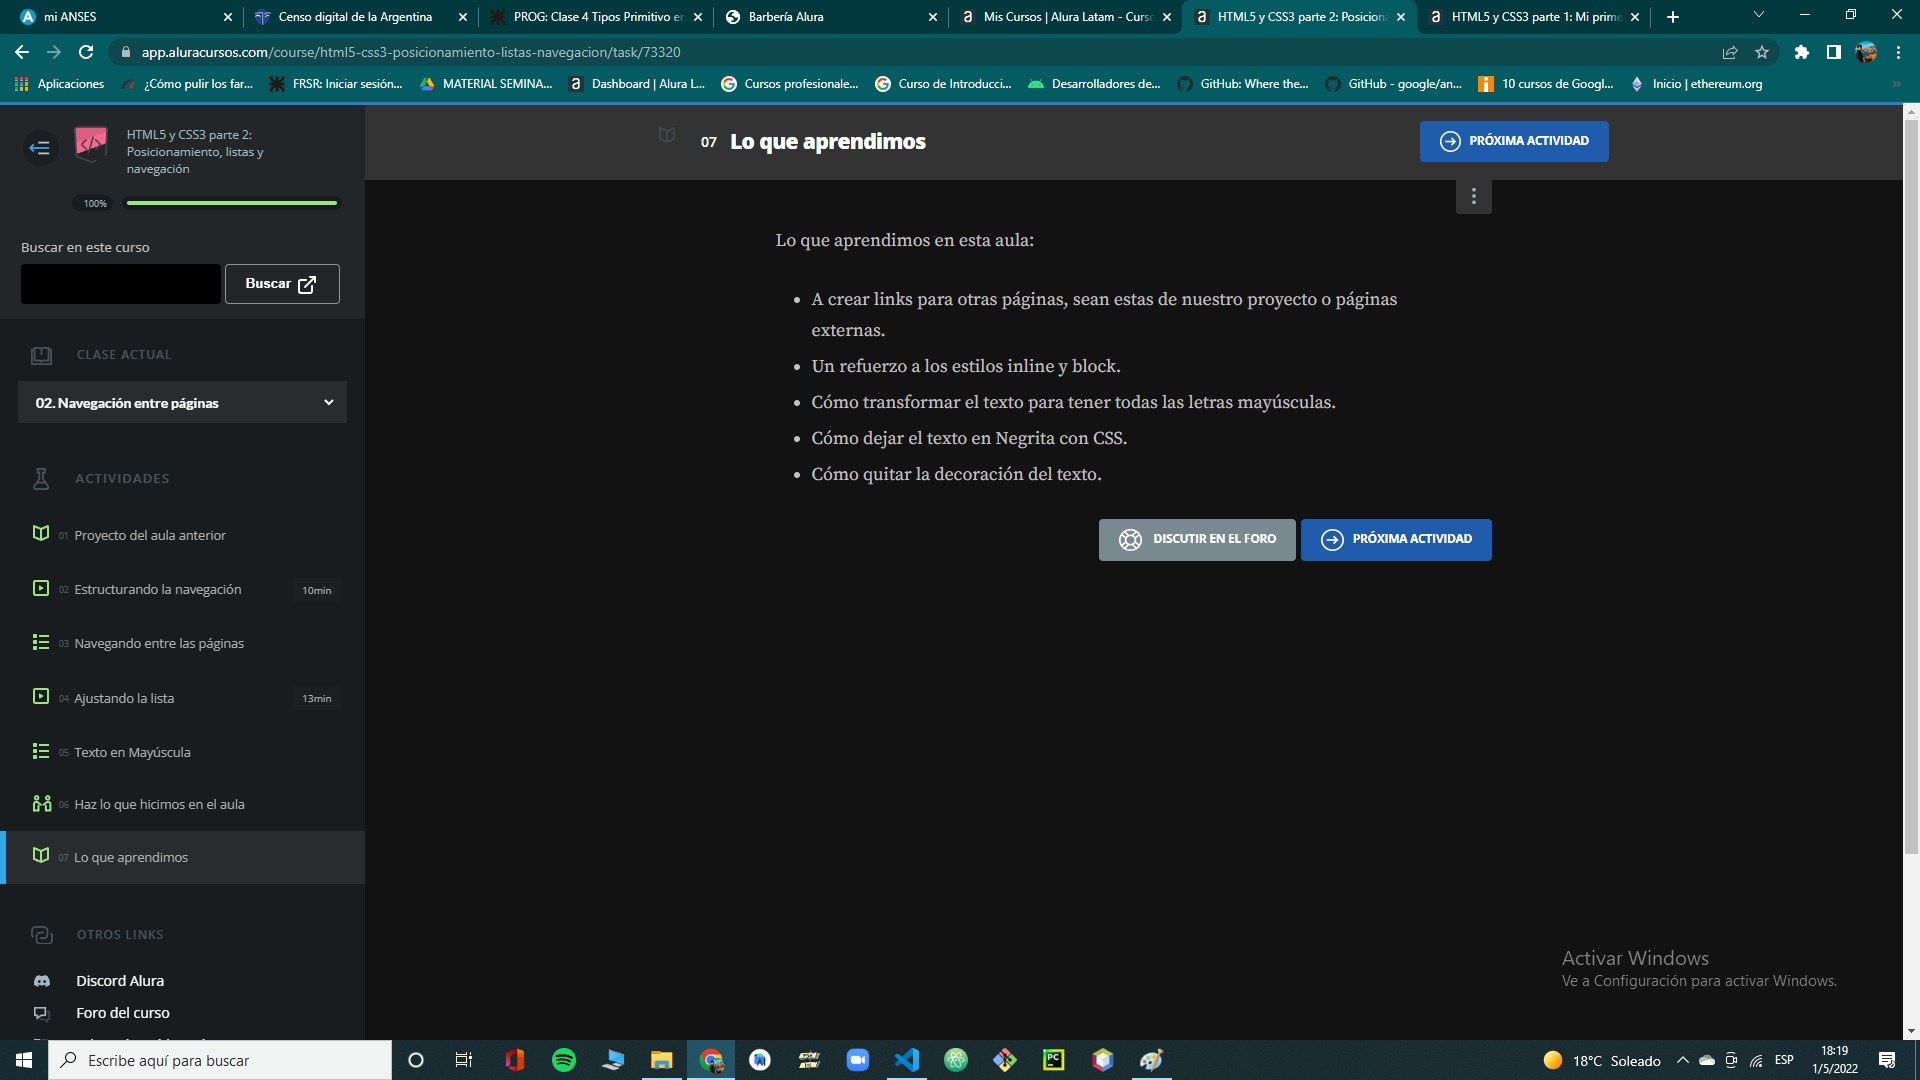 mi ANSES
Censo digital de la Argentina
PROG: Clase 4 Tipos Primitivo en
Barbería Alura
Mis Cursos | Alura Latam - Curso
HTML5 y CSS3 parte 2: Posicion
HTML5 y CSS3 parte 1: Mi prime
app.aluracursos.com/course/html5-css3-posicionamiento-listas-navegacion/task/73320
Aplicaciones
¿Cómo pulir los far...
FRSR: Iniciar sesión...
MATERIAL SEMINA...
Dashboard | Alura L...
Cursos profesionale...
Curso de Introducci...
Desarrolladores de...
GitHub: Where the...
GitHub - google/an...
10 cursos de Googl...
Inicio | ethereum.org
HTML5 y CSS3 parte 2:
Posicionamiento, listas y
navegación
100%
Buscar en este curso
Buscar
CLASE ACTUAL
02. Navegación entre páginas
ACTIVIDADES
01 Proyecto del aula anterior
02 Estructurando la navegación 10min
03 Navegando entre las páginas
04 Ajustando la lista 13min
05 Texto en Mayúscula
06 Haz lo que hicimos en el aula
07 Lo que aprendimos
OTROS LINKS
Discord Alura
Foro del curso
07 Lo que aprendimos
PRÓXIMA ACTIVIDAD
Lo que aprendimos en esta aula:
A crear links para otras páginas, sean estas de nuestro proyecto o páginas
externas.
Un refuerzo a los estilos inline y block.
Cómo transformar el texto para tener todas las letras mayúsculas.
Cómo dejar el texto en Negrita con CSS.
Cómo quitar la decoración del texto.
DISCUTIR EN EL FORO
PRÓXIMA ACTIVIDAD
Activar Windows
Ve a Configuración para activar Windows.
Escribe aquí para buscar
18°C Soleado
ESP
18:19
1/5/2022